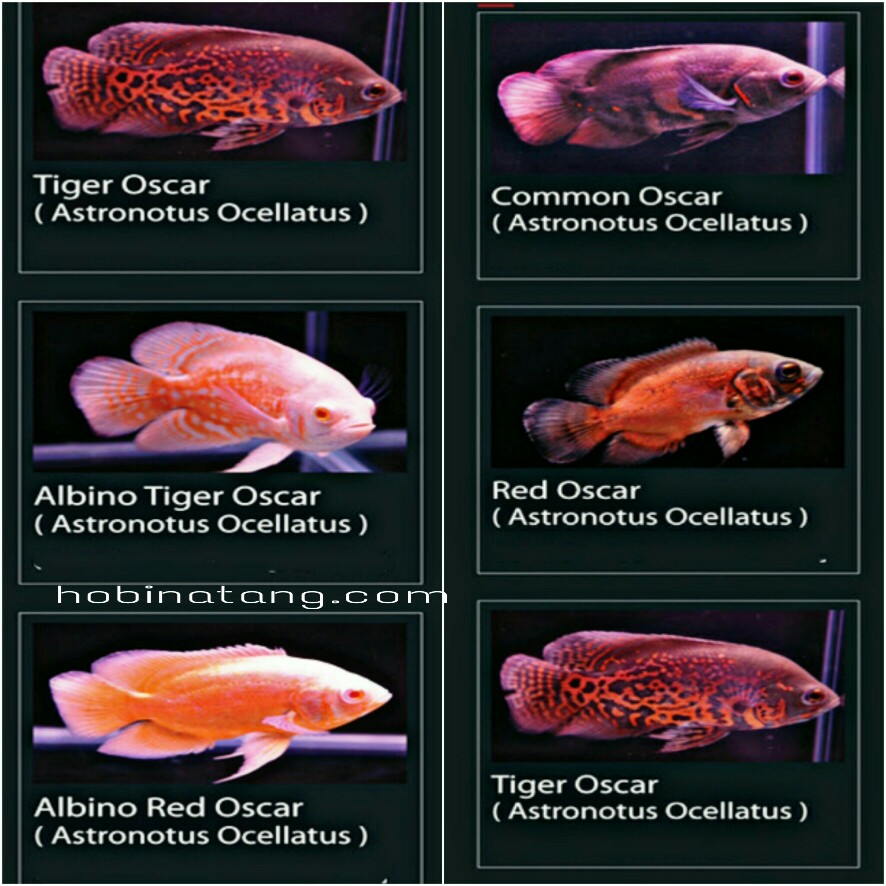 Tiger Oscar
( Astronotus Ocellatus )
Albino Tiger Oscar
( Astronotus Ocellatus )
hobinatang.com
Albino Red Oscar
( Astronotus Ocellatus )
Common Oscar
( Astronotus Ocellatus )
Red Oscar
( Astronotus Ocellatus )
Tiger Oscar
( Astronotus Ocellatus )